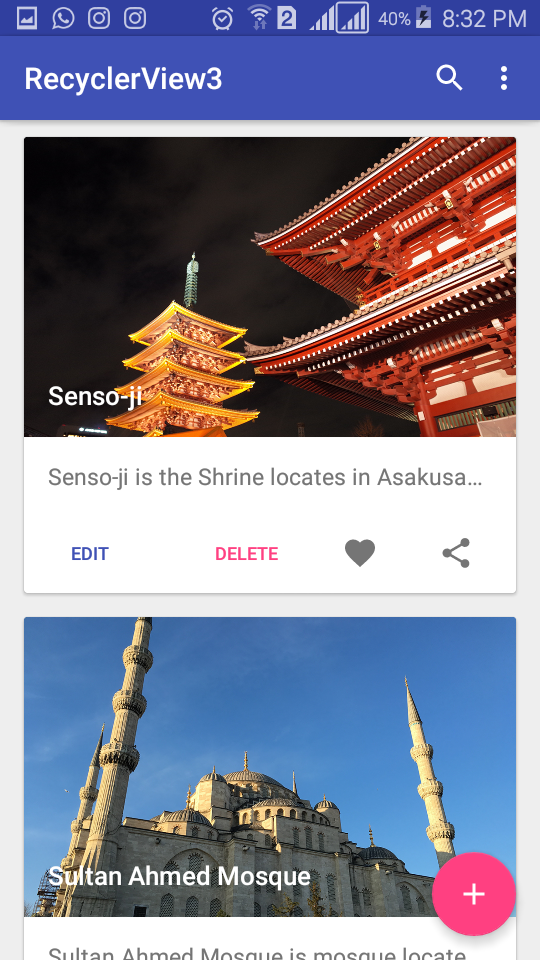 2
40%
8:32 PM
RecyclerView3
Senso-ji
Senso-ji is the Shrine locates in Asakusa...
EDIT DELETE
Sultan Ahmed Mosque
Sultan Ahmed Mosque is mosque locate